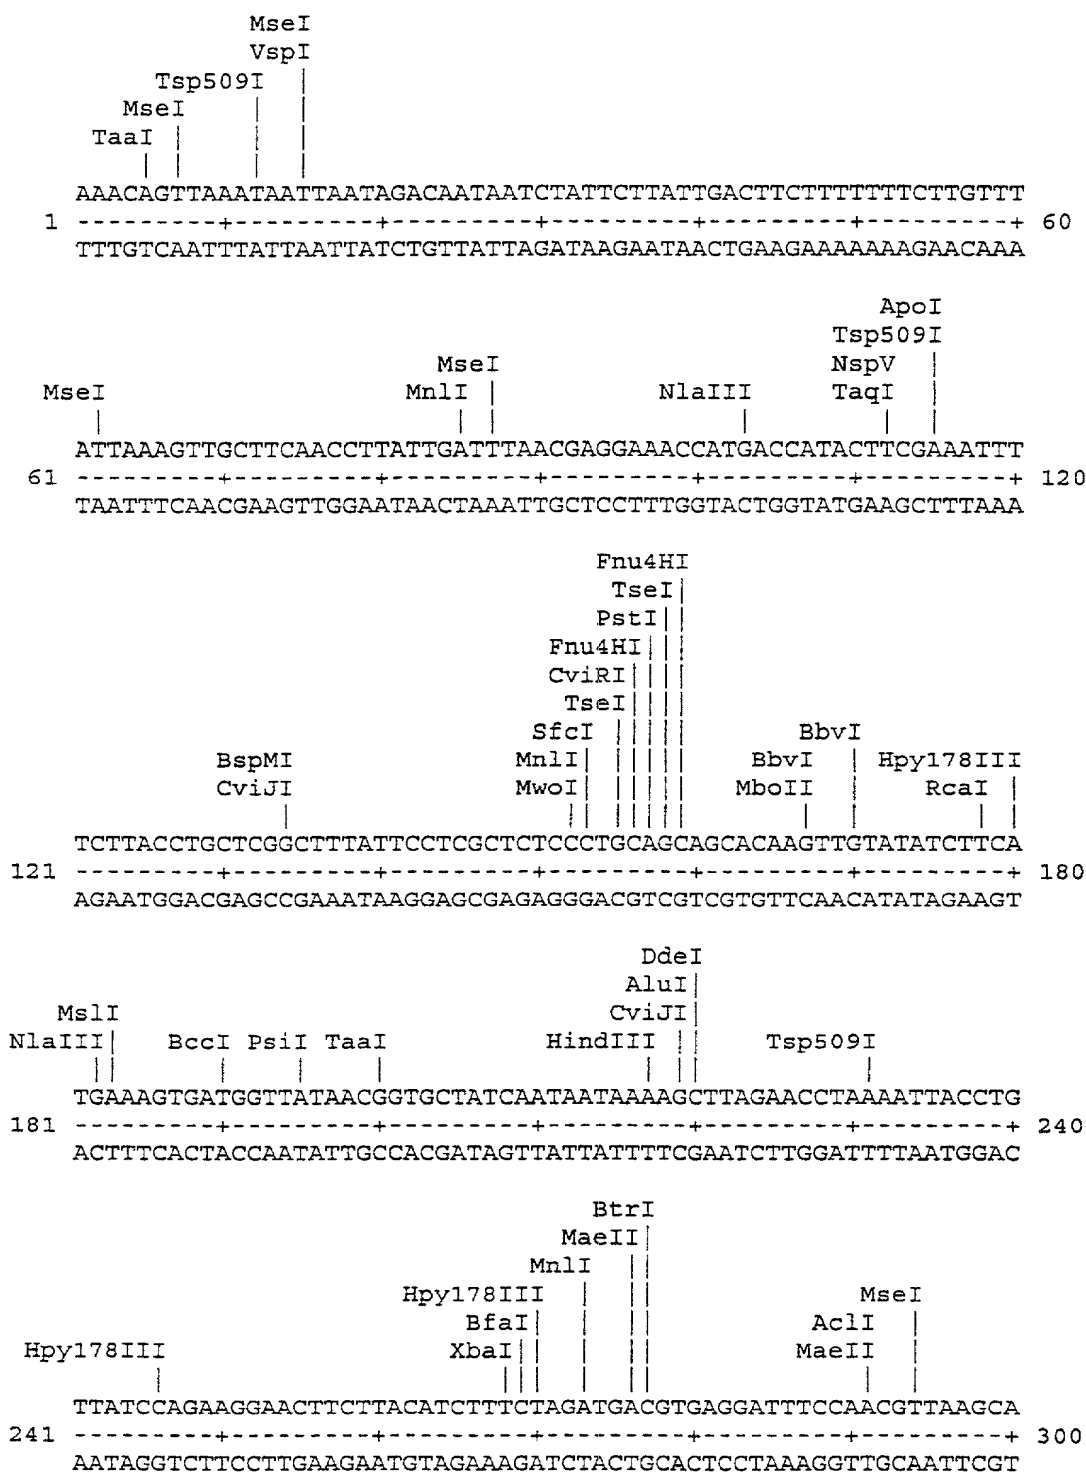 MseI
VspI
Tsp509I
MseI
TaaI
AAACAGTTAAATAATTAATAGACAATAATCTATTCTTATTGACTTCTTTTTTTCTTGTTT
1 ---------+---------+---------+---------+---------+---------+ 60
TTTGTCAATTTATTAATTATCTGTTATTAGATAAGAATAACTGAAGAAAAAAAGAACAAA
ApoI
Tsp509I
MseI NspV
MseI MnlI NlaIII TaqI
ATTAAAGTTGCTTCAACCTTATTGATTTAACGAGGAAACCATGACCATACTTCGAAATTT
61 ---------+---------+---------+---------+---------+---------+ 120
TAATTTCAACGAAGTTGGAATAACTAAATTGCTCCTTTGGTACTGGTATGAAGCTTTAAA
Fnu4HI
TseI
PstI
Fnu4HI
CviRI
TseI
SfcI BbvI
BspMI MnlI BbvI Hpy178III
CviJI MwoI MboII RcaI
TCTTACCTGCTCGGCTTTATTCCTCGCTCTCCCTGCAGCAGCACAAGTTGTATATCTTCA
121 ---------+---------+---------+---------+---------+---------+ 180
AGAATGGACGAGCCGAAATAAGGAGCGAGAGGGACGTCGTCGTGTTCAACATATAGAAGT
DdeI
AluI
MslI CviJI
NlaIII BccI PsiI TaaI HindIII Tsp509I
TGAAAGTGATGGTTATAACGGTGCTATCAATAATAAAAGCTTAGAACCTAAAATTACCTG
181 ---------+---------+---------+---------+---------+---------+ 240
ACTTTCACTACCAATATTGCCACGATAGTTATTATTTTCGAATCTTGGATTTTAATGGAC
BtrI
MaeII
MnlI
Hpy178III MseI
BfaI AclI
Hpy178III XbaI MaeII
TTATCCAGAAGGAACTTCTTACATCTTTCTAGATGACGTGAGGATTTCCAACGTTAAGCA
241 ---------+---------+---------+---------+---------+---------+ 300
AATAGGTCTTCCTTGAAGAATGTAGAAAGATCTACTGCACTCCTAAAGGTTGCAATTCGT